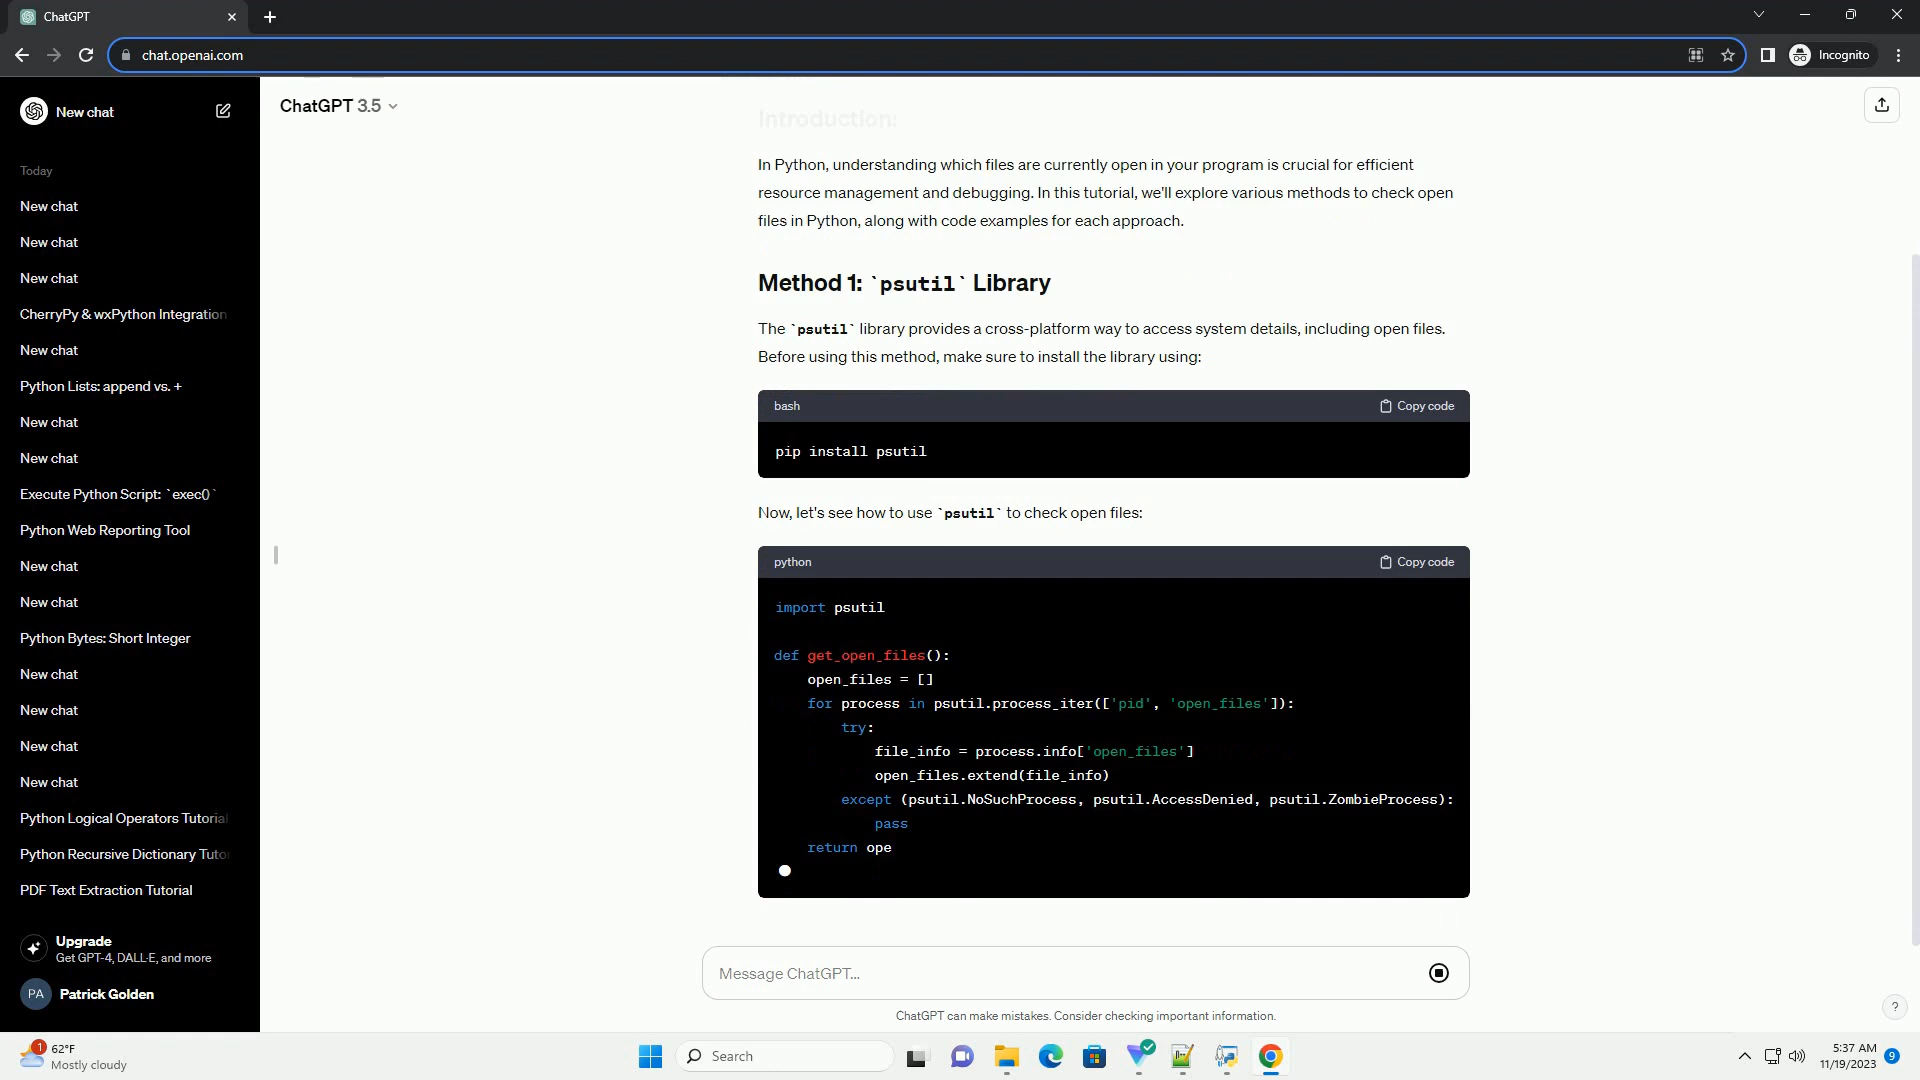 ChatGPT
chat.openai.com
Incognito
New chat
Today
New chat
New chat
New chat
CherryPy & wxPython Integration
New chat
Python Lists: append vs. +
New chat
New chat
Execute Python Script: `exec()`
Python Web Reporting Tool
New chat
New chat
Python Bytes: Short Integer
New chat
New chat
New chat
New chat
Python Logical Operators Tutorial
Python Recursive Dictionary Tuto
PDF Text Extraction Tutorial
Upgrade
Get GPT-4, DALL·E, and more
PA
Patrick Golden
ChatGPT 3.5
Introduction:
In Python, understanding which files are currently open in your program is crucial for efficient
resource management and debugging. In this tutorial, we'll explore various methods to check open
files in Python, along with code examples for each approach.
Method 1: `psutil` Library
The `psutil` library provides a cross-platform way to access system details, including open files.
Before using this method, make sure to install the library using:
bash
Copy code
pip install psutil
Now, let's see how to use `psutil` to check open files:
python
Copy code
import psutil
def get_open_files():
open_files = []
for process in psutil.process_iter(['pid', 'open_files']):
try:
file_info = process.info['open_files']
open_files.extend(file_info)
except (psutil.NoSuchProcess, psutil.AccessDenied, psutil.ZombieProcess):
pass
return ope
Message ChatGPT...
ChatGPT can make mistakes. Consider checking important information.
?
1
62°F
Mostly cloudy
Search
5:37 AM
11/19/2023
9